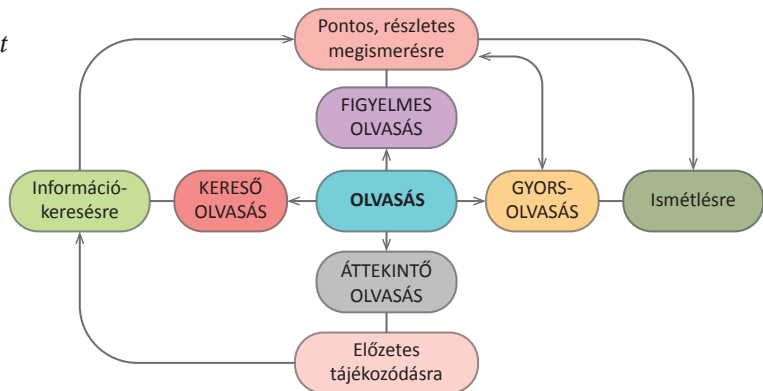 t
Pontos, részletes
megismerésre
FIGYELMES
OLVASÁS
Információ-
keresésre
KERESŐ
OLVASÁS
OLVASÁS
GYORS-
OLVASÁS
Ismétlésre
ÁTTEKINTŐ
OLVASÁS
Előzetes
tájékozódásra